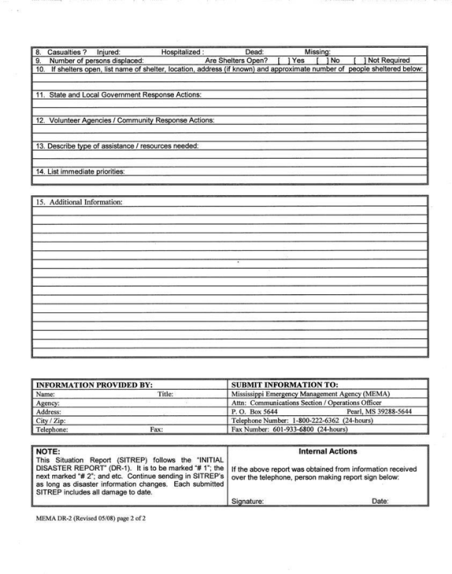 8. Casualties ? Injured: Hospitalized : Dead: Missing:
9. Number of persons displaced: Are Shelters Open? [ ] Yes [ ] No [ ] Not Required
10. If shelters open, list name of shelter, location, address (if known) and approximate number of people sheltered below:
11. State and Local Government Response Actions:
12. Volunteer Agencies / Community Response Actions:
13. Describe type of assistance / resources needed:
14. List immediate priorities:
15. Additional Information:
INFORMATION PROVIDED BY: SUBMIT INFORMATION TO:
Name: Title: Mississippi Emergency Management Agency (MEMA)
Agency: Attn: Communications Section / Operations Officer
Address: P. O. Box 5644 Pearl, MS 39288-5644
City / Zip: Telephone Number: 1-800-222-6362 (24-hours)
Telephone: Fax: Fax Number: 601-933-6800 (24-hours)
NOTE:
This Situation Report (SITREP) follows the "INITIAL
DISASTER REPORT" (DR-1). It is to be marked "# 1"; the
next marked "# 2"; and etc. Continue sending in SITREP's
as long as disaster information changes. Each submitted
SITREP includes all damage to date.
Internal Actions
If the above report was obtained from information received
over the telephone, person making report sign below:
Signature: Date:
MEMA DR-2 (Revised 05/08) page 2 of 2